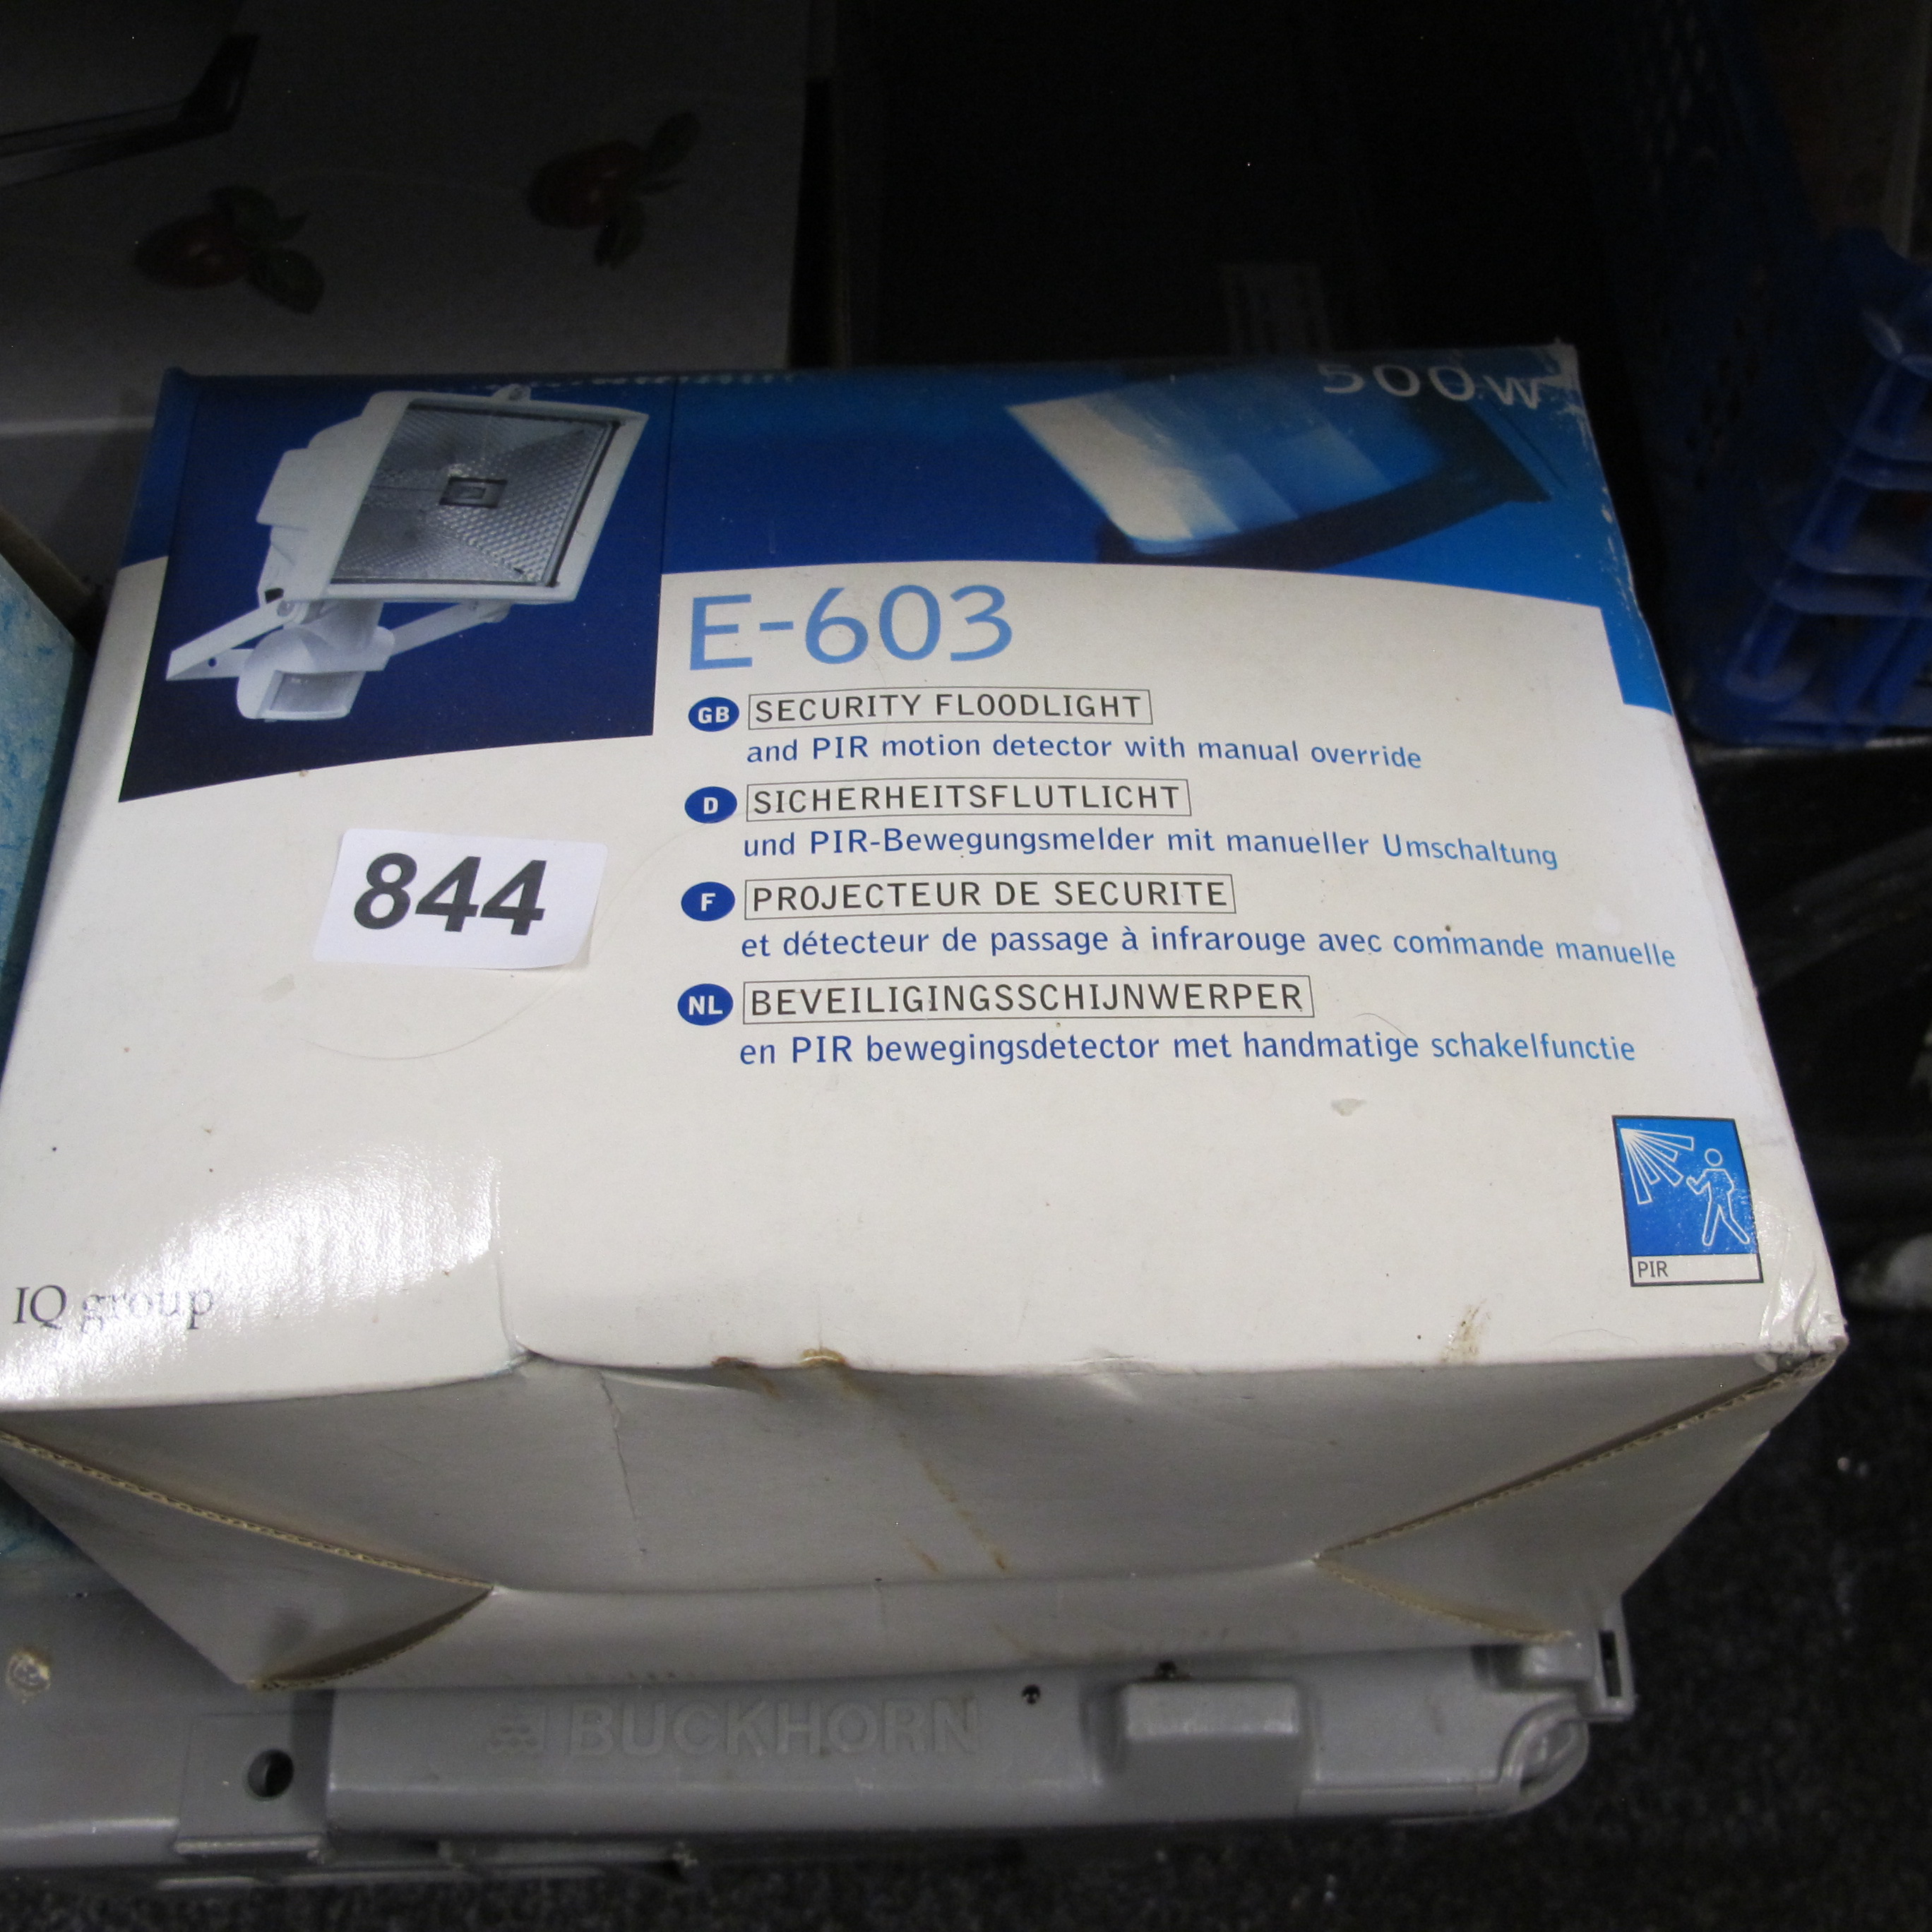 500W
E-603
GB SECURITY FLOODLIGHT
and PIR motion detector with manual override
D SICHERHEITSFLUTLICHT
und PIR-Bewegungsmelder mit manueller Umschaltung
844
F PROJECTEUR DE SECURITE
et détecteur de passage à infrarouge avec commande manuelle
NL BEVEILIGINGSSCHIJNWERPER
en PIR bewegingsdetector met handmatige schakelfunctie
PIR
IQ group
BUCKHORN